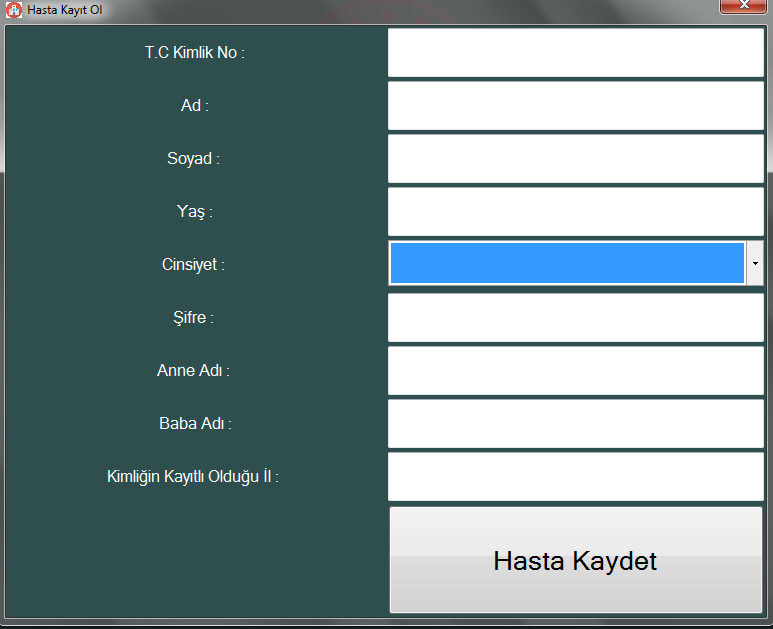 Hasta Kayıt Ol
T.C Kimlik No :
Ad :
Soyad :
Yaş :
Cinsiyet :
Şifre :
Anne Adı :
Baba Adı :
Kimliğin Kayıtlı Olduğu İl :
Hasta Kaydet